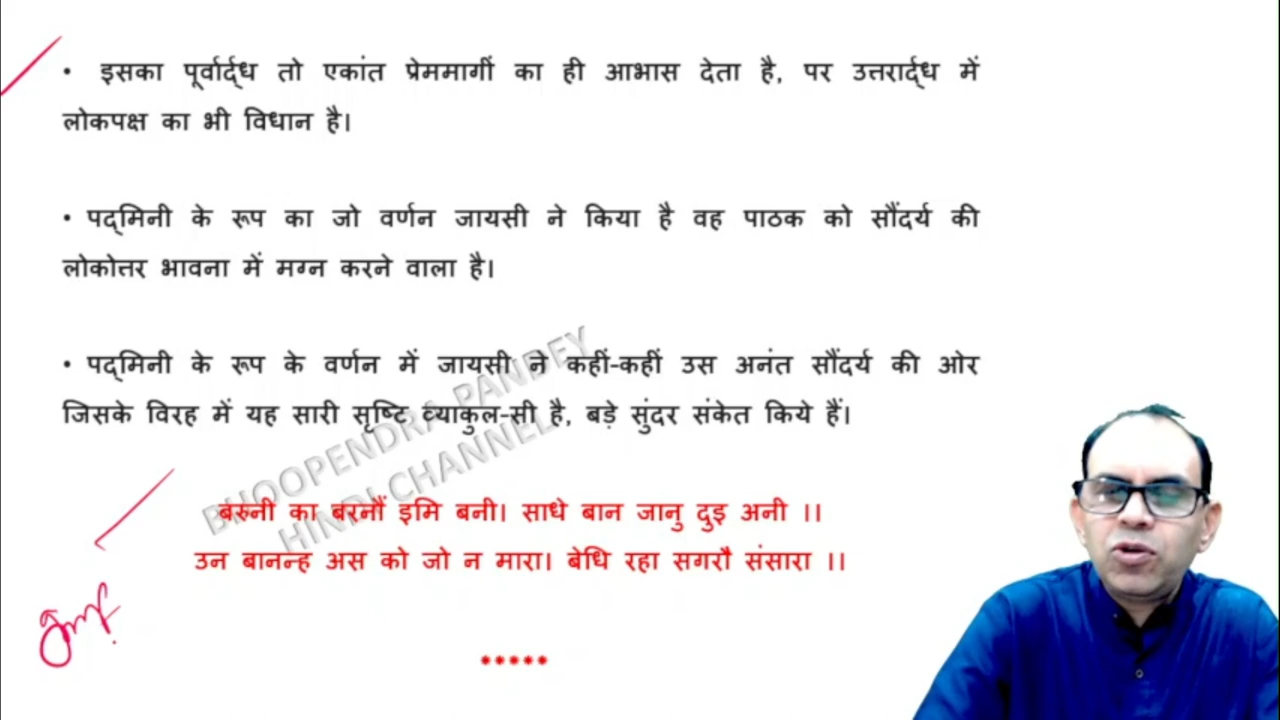 • इसका पूर्वार्द्ध तो एकांत प्रेममार्गी का ही आभास देता है, पर उत्तरार्द्ध में
लोकपक्ष का भी विधान है।
• पद्मिनी के रूप का जो वर्णन जायसी ने किया है वह पाठक को सौंदर्य की
लोकोत्तर भावना में मग्न करने वाला है।
• पद्मिनी के रूप के वर्णन में जायसी ने कहीं-कहीं उस अनंत सौंदर्य की ओर
जिसके विरह में यह सारी सृष्टि व्याकुल-सी है, बड़े सुंदर संकेत किये हैं।
BHOOPENDRA PANDEY
HINDI CHANNEL
बरुनी का बरनौं इमि बनी। साधे बान जानु दुइ अनी ।।
उन बानन्ह अस को जो न मारा। बेधि रहा सगरौ संसारा ।।
Imp.
*****